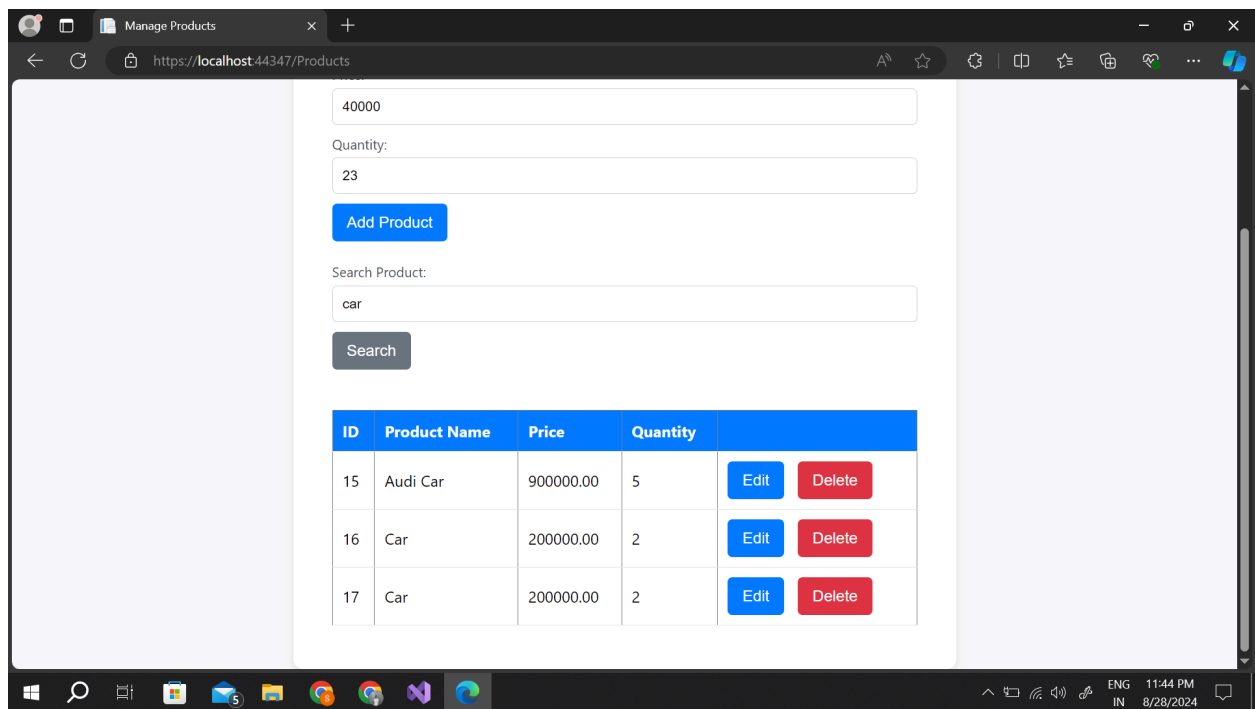 Manage Products
https://localhost:44347/Products
40000
Quantity:
23
Add Product
Search Product:
car
Search
ID Product Name Price Quantity
15 Audi Car 900000.00 5 Edit Delete
16 Car 200000.00 2 Edit Delete
17 Car 200000.00 2 Edit Delete
5
S
ENG 11:44 PM
IN 8/28/2024